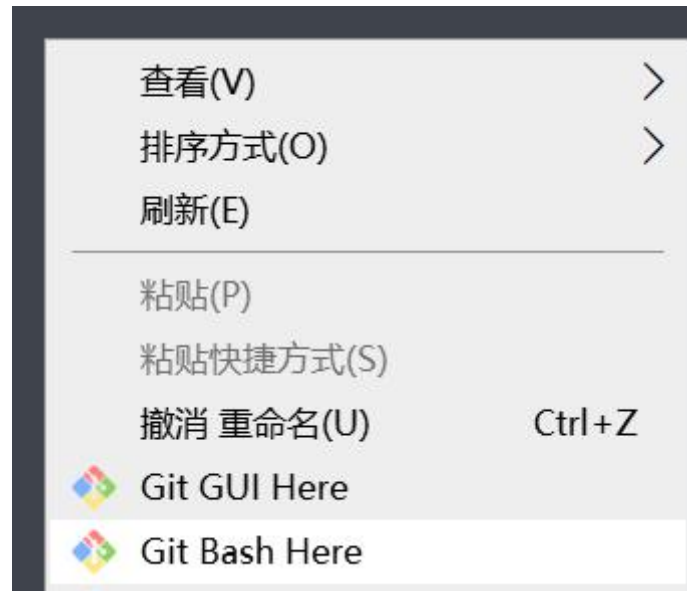 查看(V)
排序方式(O)
刷新(E)
粘贴(P)
粘贴快捷方式(S)
撤消 重命名(U) Ctrl+Z
Git GUI Here
Git Bash Here